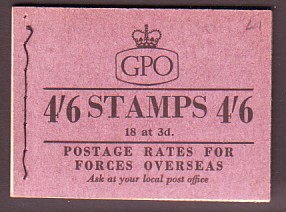 GPO
4'6 STAMPS 4'6
18 at 3d.
POSTAGE RATES FOR
FORCES OVERSEAS
Ask at your local post office